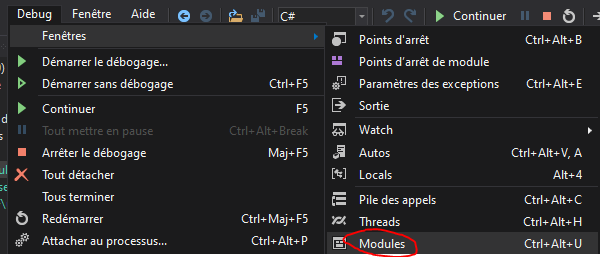 Debug Fenêtre Aide C# Continuer
Fenêtres
Démarrer le débogage...
Démarrer sans débogage Ctrl+F5
Continuer F5
Tout mettre en pause Ctrl+Alt+Break
Arrêter le débogage Maj+F5
Tout détacher
Tous terminer
Redémarrer Ctrl+Maj+F5
Attacher au processus... Ctrl+Alt+P
Points d'arrêt Ctrl+Alt+B
Points d'arrêt de module
Paramètres des exceptions Ctrl+Alt+E
Sortie
Watch
Autos Ctrl+Alt+V, A
Locals Alt+4
Pile des appels Ctrl+Alt+C
Threads Ctrl+Alt+H
Modules Ctrl+Alt+U